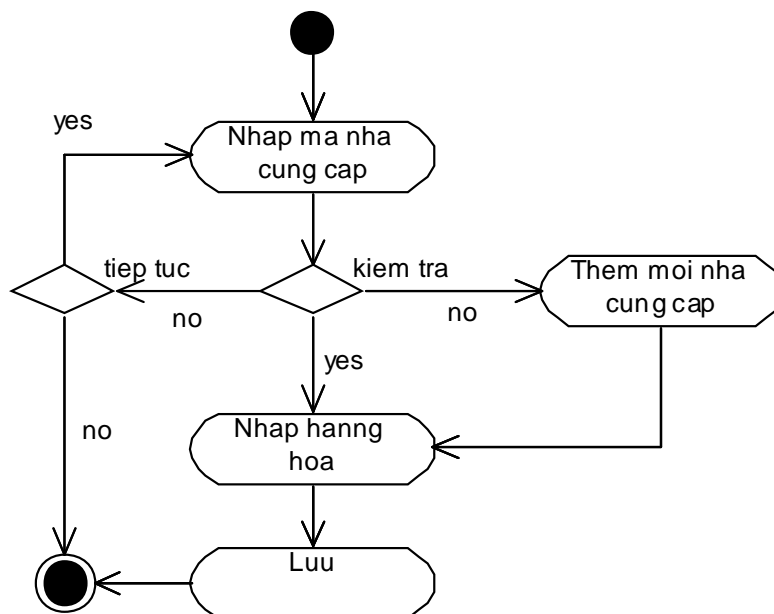 yes
Nhap ma nha
cung cap
tiep tuc
kiem tra
Them moi nha
cung cap
no
no
yes
no
Nhap hanng
hoa
Luu